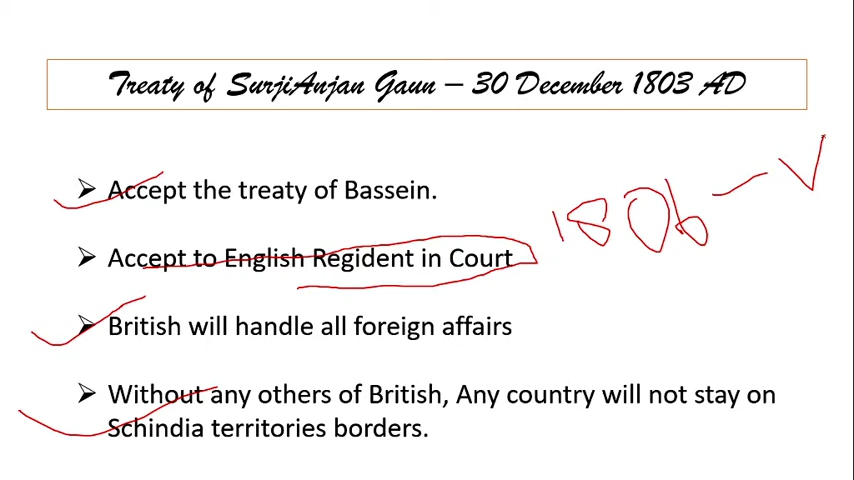 Treaty of SurjiAnjan Gaun – 30 December 1803 AD
➢ Accept the treaty of Bassein.
➢ Accept to English Regident in Court
1806 – V
➢ British will handle all foreign affairs
➢ Without any others of British, Any country will not stay on
Schindia territories borders.